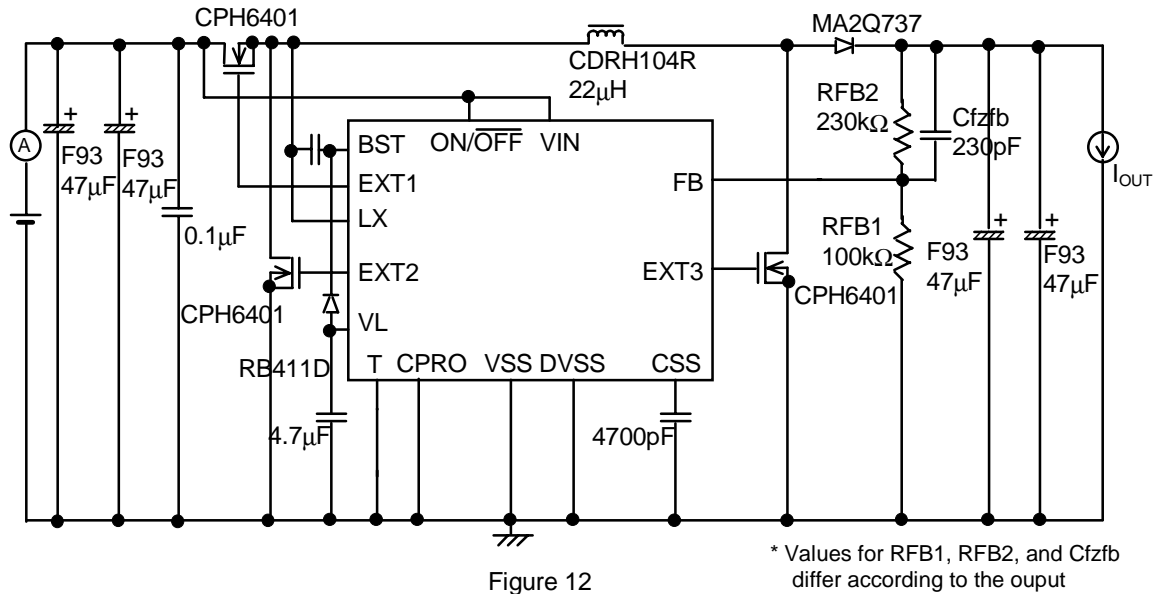 CPH6401
MA2Q737
CDRH104R
22μH
RFB2
230kΩ
Cfzfb
230pF
A
+
F93
47μF
+
F93
47μF
0.1μF
BST
ON/O̅F̅F̅
VIN
EXT1
LX
FB
RFB1
100kΩ
IOUT
EXT2
EXT3
CPH6401
CPH6401
+
F93
47μF
+
F93
47μF
VL
RB411D
T
CPRO
VSS
DVSS
CSS
4.7μF
4700pF
* Values for RFB1, RFB2, and Cfzfb
differ according to the ouput
Figure 12